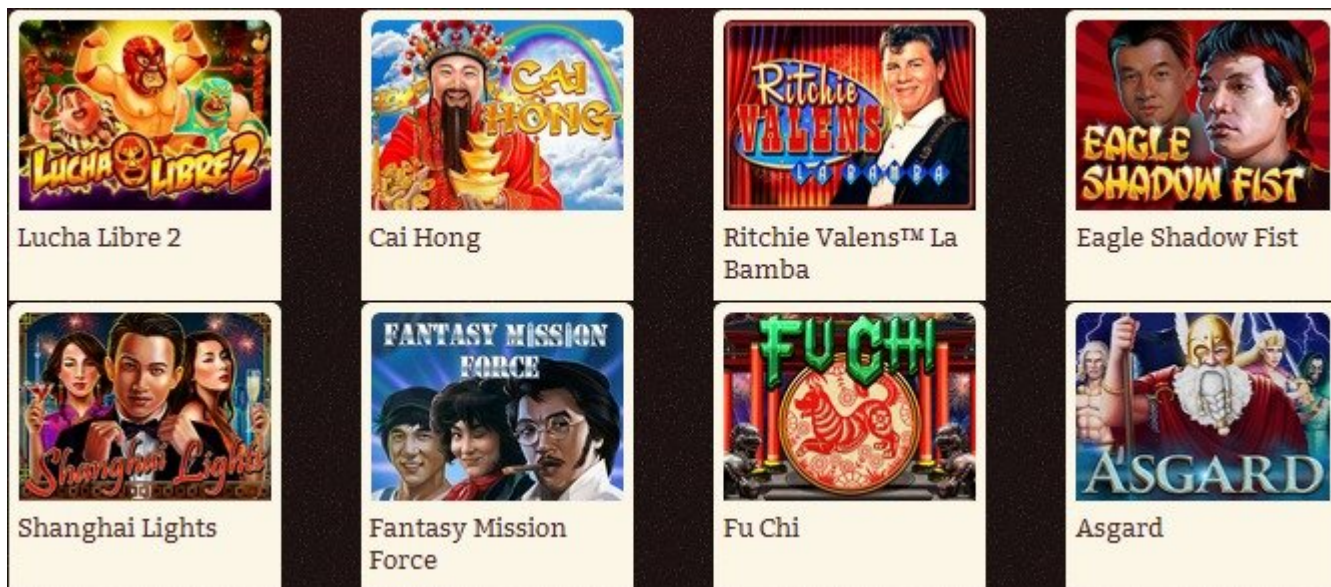 LUCHA LIBRE 2
CAI
HONG
Ritchie
VALENS
LA BAMBA
EAGLE
SHADOW FIST
Lucha Libre 2
Cai Hong
Ritchie Valens™ La
Bamba
Eagle Shadow Fist
Shanghai Lights
FANTASY MISSION
FORCE
FU CHI
ASGARD
Shanghai Lights
Fantasy Mission
Force
Fu Chi
Asgard